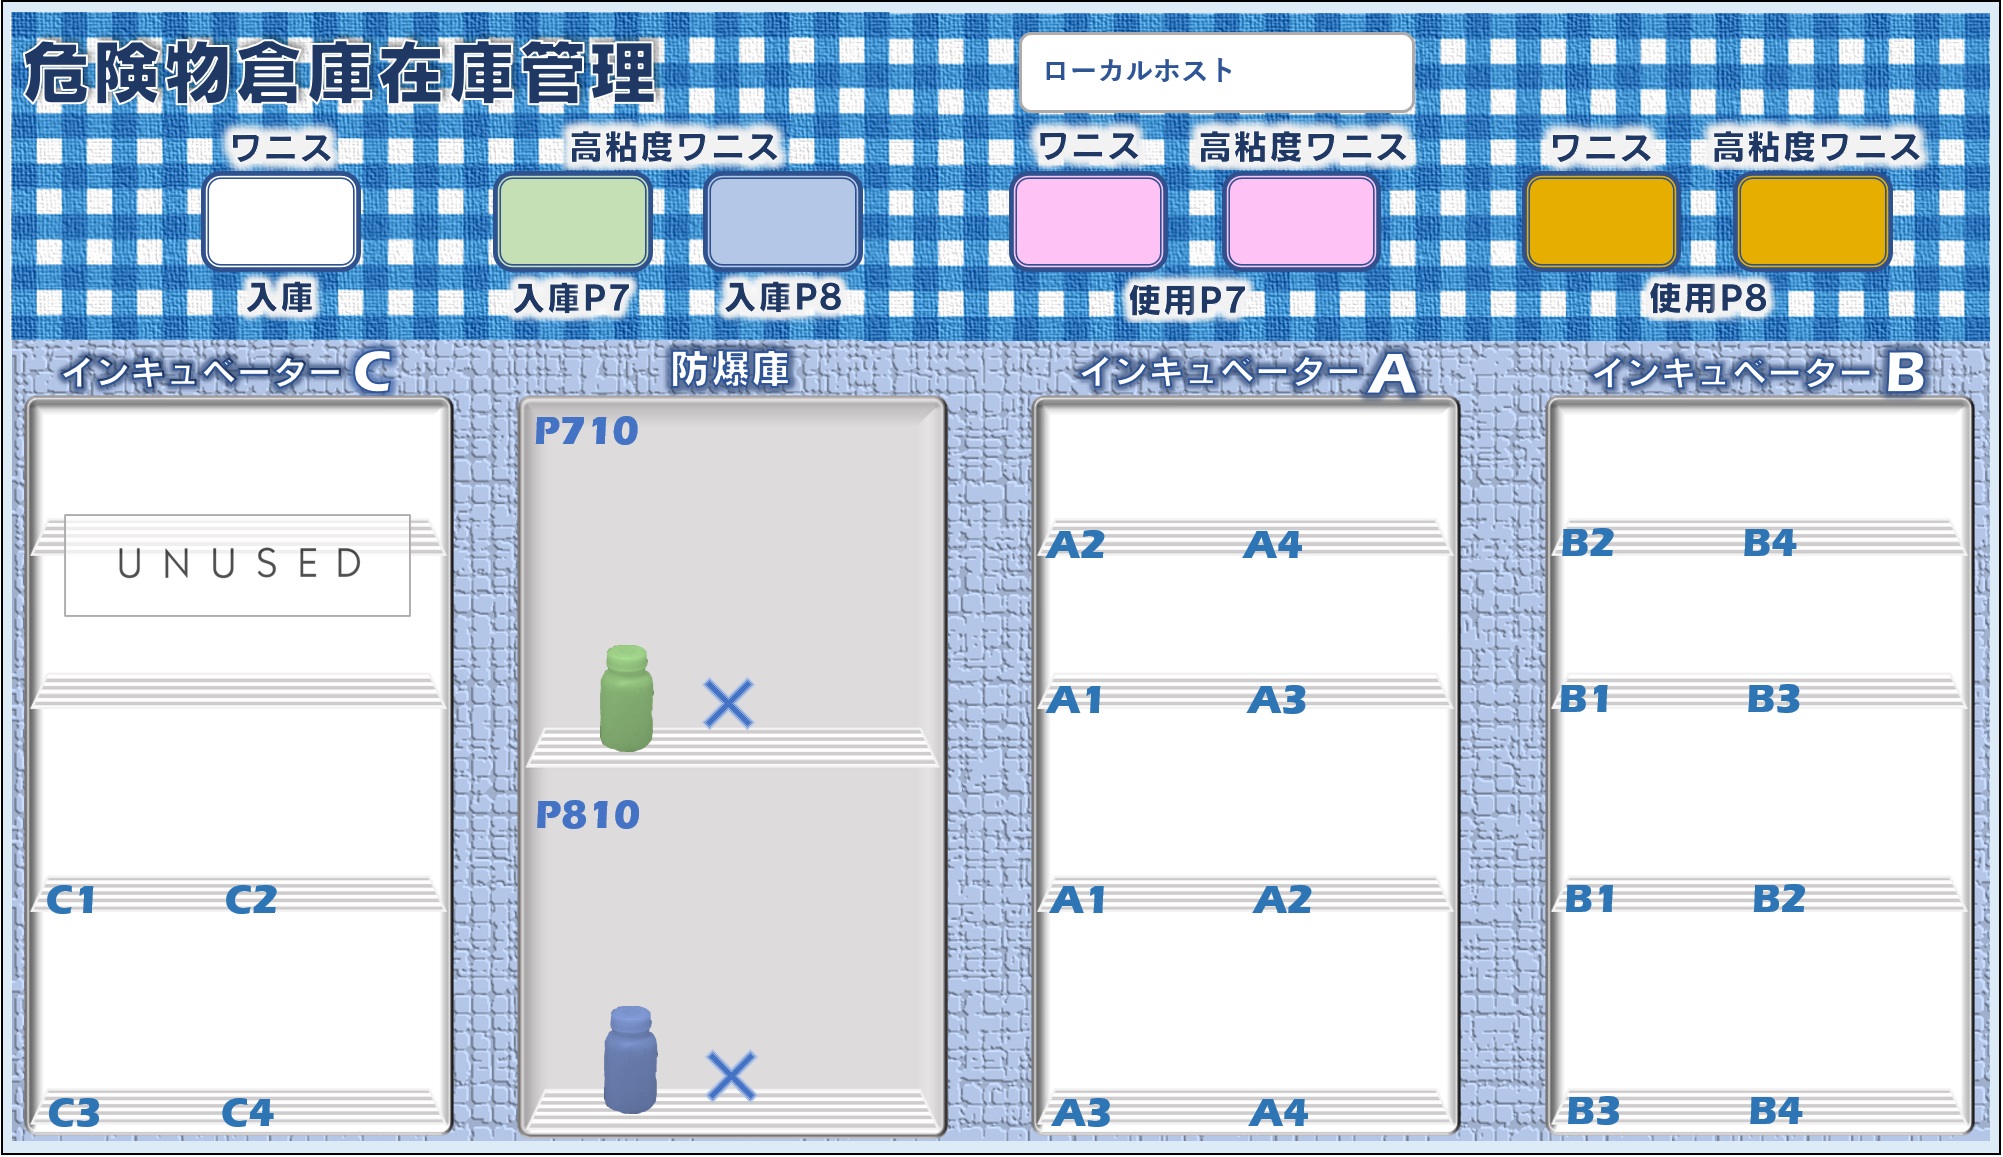 危険物倉庫在庫管理
ローカルホスト
ワニス
高粘度ワニス
ワニス
高粘度ワニス
ワニス
高粘度ワニス
入庫
入庫P7
入庫P8
使用P7
使用P8
インキュベーター C
防爆庫
インキュベーター A
インキュベーター B
UNUSED
C1 C2
C3 C4
P710
×
P810
×
A2 A4
A1 A3
A1 A2
A3 A4
B2 B4
B1 B3
B1 B2
B3 B4